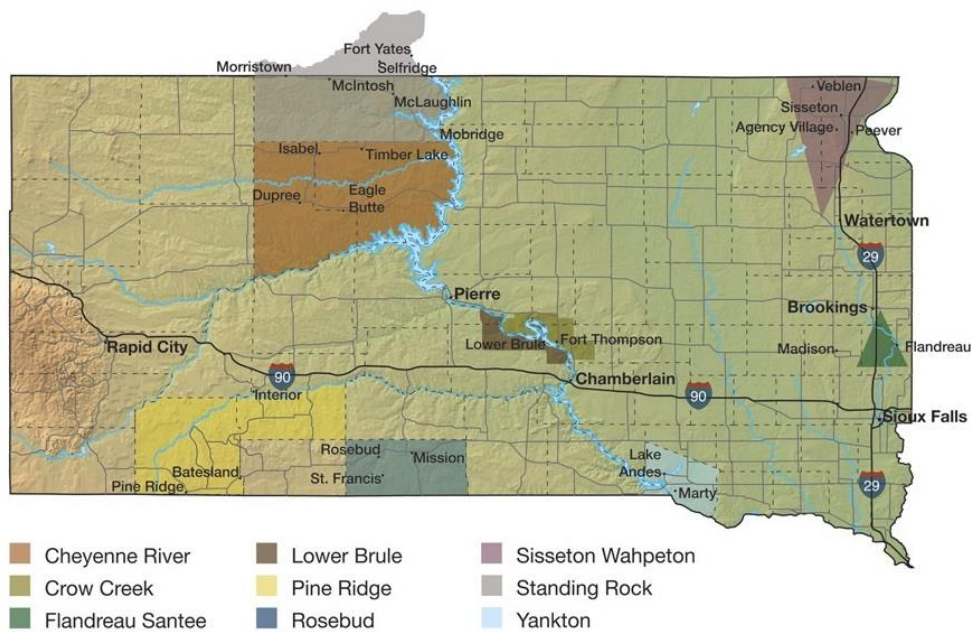 Fort Yates
Morristown
Selfridge
McIntosh
McLaughlin
Mobridge
Isabel
Timber Lake
Dupree
Eagle
Butte
Veblen
Sisseton
Agency Village
Peever
Watertown
29
Pierre
Brookings
Lower Brule
Fort Thompson
Madison
Flandreau
Rapid City
90
Interior
Chamberlain
90
Sioux Falls
Rosebud
Mission
St. Francis
Batesland
Pine Ridge
Lake
Andes
Marty
29
Cheyenne River
Lower Brule
Sisseton Wahpeton
Crow Creek
Pine Ridge
Standing Rock
Flandreau Santee
Rosebud
Yankton